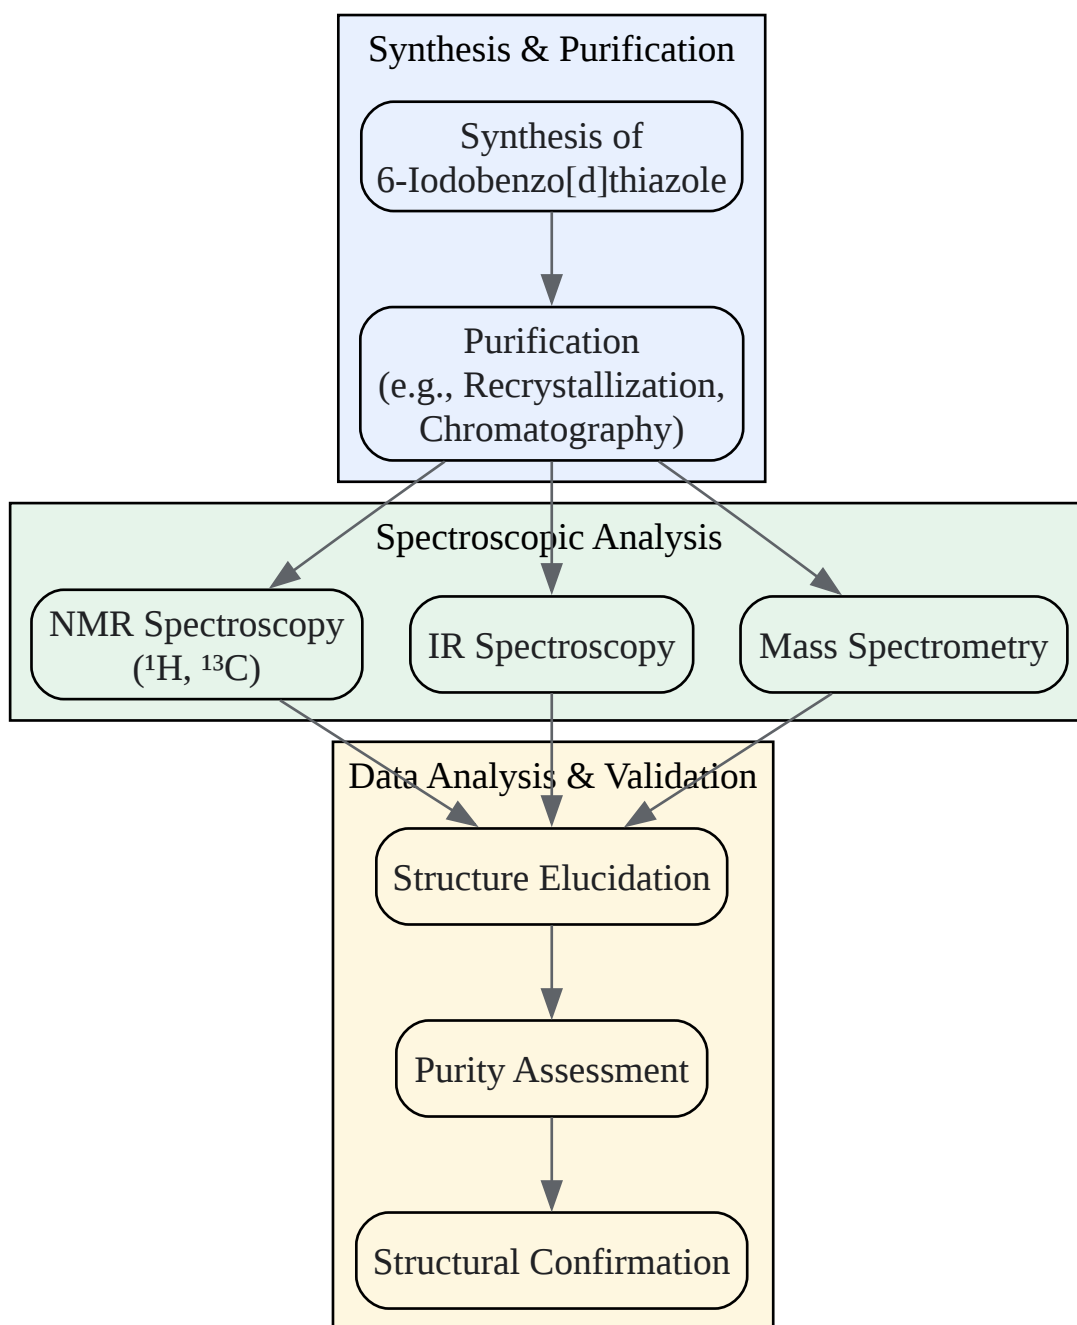 Synthesis & Purification
Synthesis of
6-Iodobenzo[d]thiazole
Purification
(e.g., Recrystallization,
Chromatography)
Spectroscopic Analysis
NMR Spectroscopy
(¹H, ¹³C)
IR Spectroscopy
Mass Spectrometry
Data Analysis & Validation
Structure Elucidation
Purity Assessment
Structural Confirmation